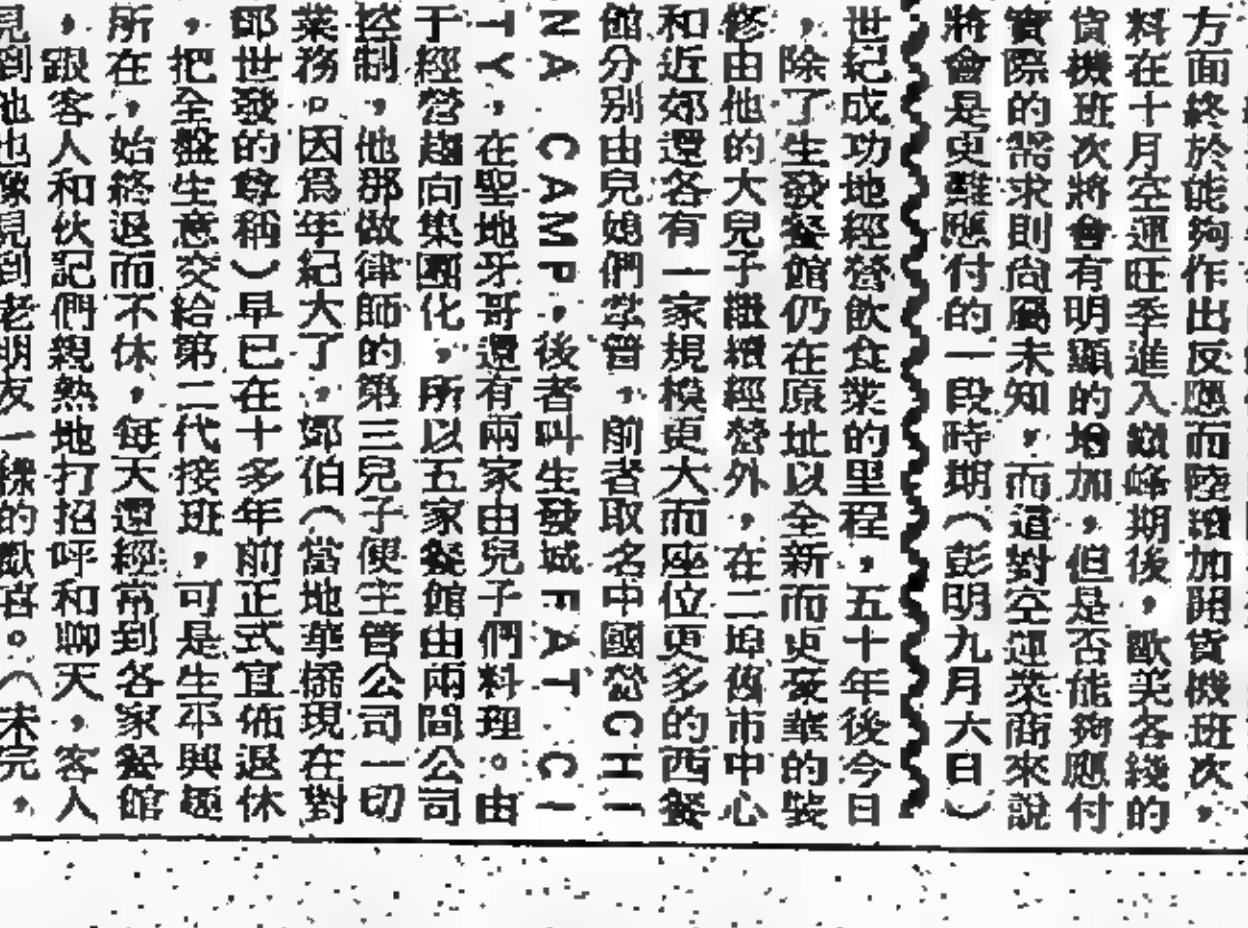 方面終於能夠作出反應而陸續加開貨機班次，
料在十月空運旺季進入巔峰期後，歐美各綫的
貨機班次將會有明顯的增加，但是否能夠應付
實際的需求則尙屬未知，而這對空運業商來說
將會是更難應付的一段時期（彭明九月六日）
世紀成功地經營飲食業的里程，五十年後今日
，除了生發餐館仍在原址以全新而更豪華的裝
修由他的大兒子繼續經營外，在二埠舊市中心
和近郊還各有一家規模更大而座位更多的西餐
館分別由兒媳們掌管，前者取名中國營CHI
NA CAMP，後者叫生發城FAT CI
TY，在聖地牙哥還有兩家由兒子們料理。由
于經營趨向集團化，所以五家餐館由兩間公司
控制，他那做律師的第三兒子便主管公司一切
業務。因爲年紀大了，鄺伯（當地華僑現在對
鄺世發的尊稱）早已在十多年前正式宣佈退休
，把全盤生意交給第二代接班，可是生平興趣
所在，始終退而不休，每天還經常到各家餐館
，跟客人和伙記們親熱地打招呼和聊天，客人
見到他也像見到老朋友一樣的歡喜。（未完，